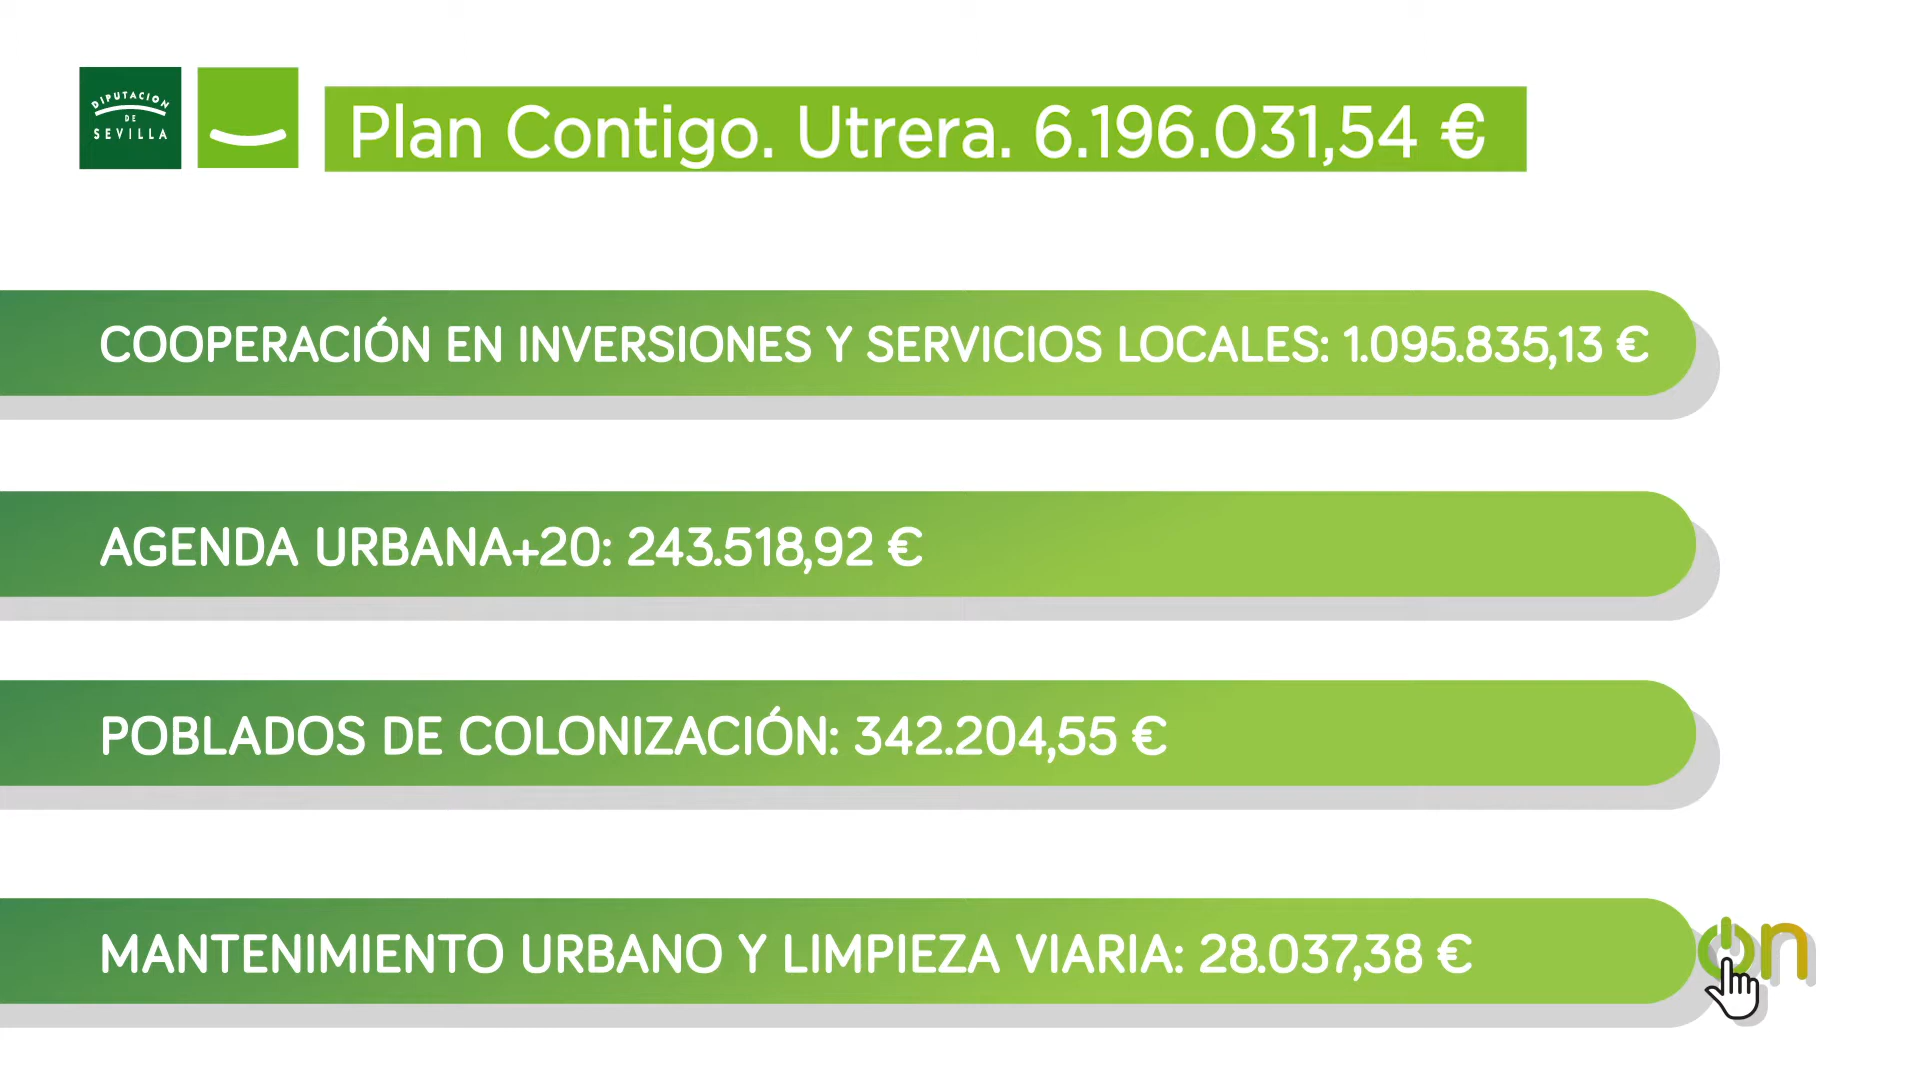 DIPUTACION
DE
SEVILLA
Plan Contigo. Utrera. 6.196.031,54 €
COOPERACIÓN EN INVERSIONES Y SERVICIOS LOCALES: 1.095.835,13 €
AGENDA URBANA+20: 243.518,92 €
POBLADOS DE COLONIZACIÓN: 342.204,55 €
MANTENIMIENTO URBANO Y LIMPIEZA VIARIA: 28.037,38 €
on